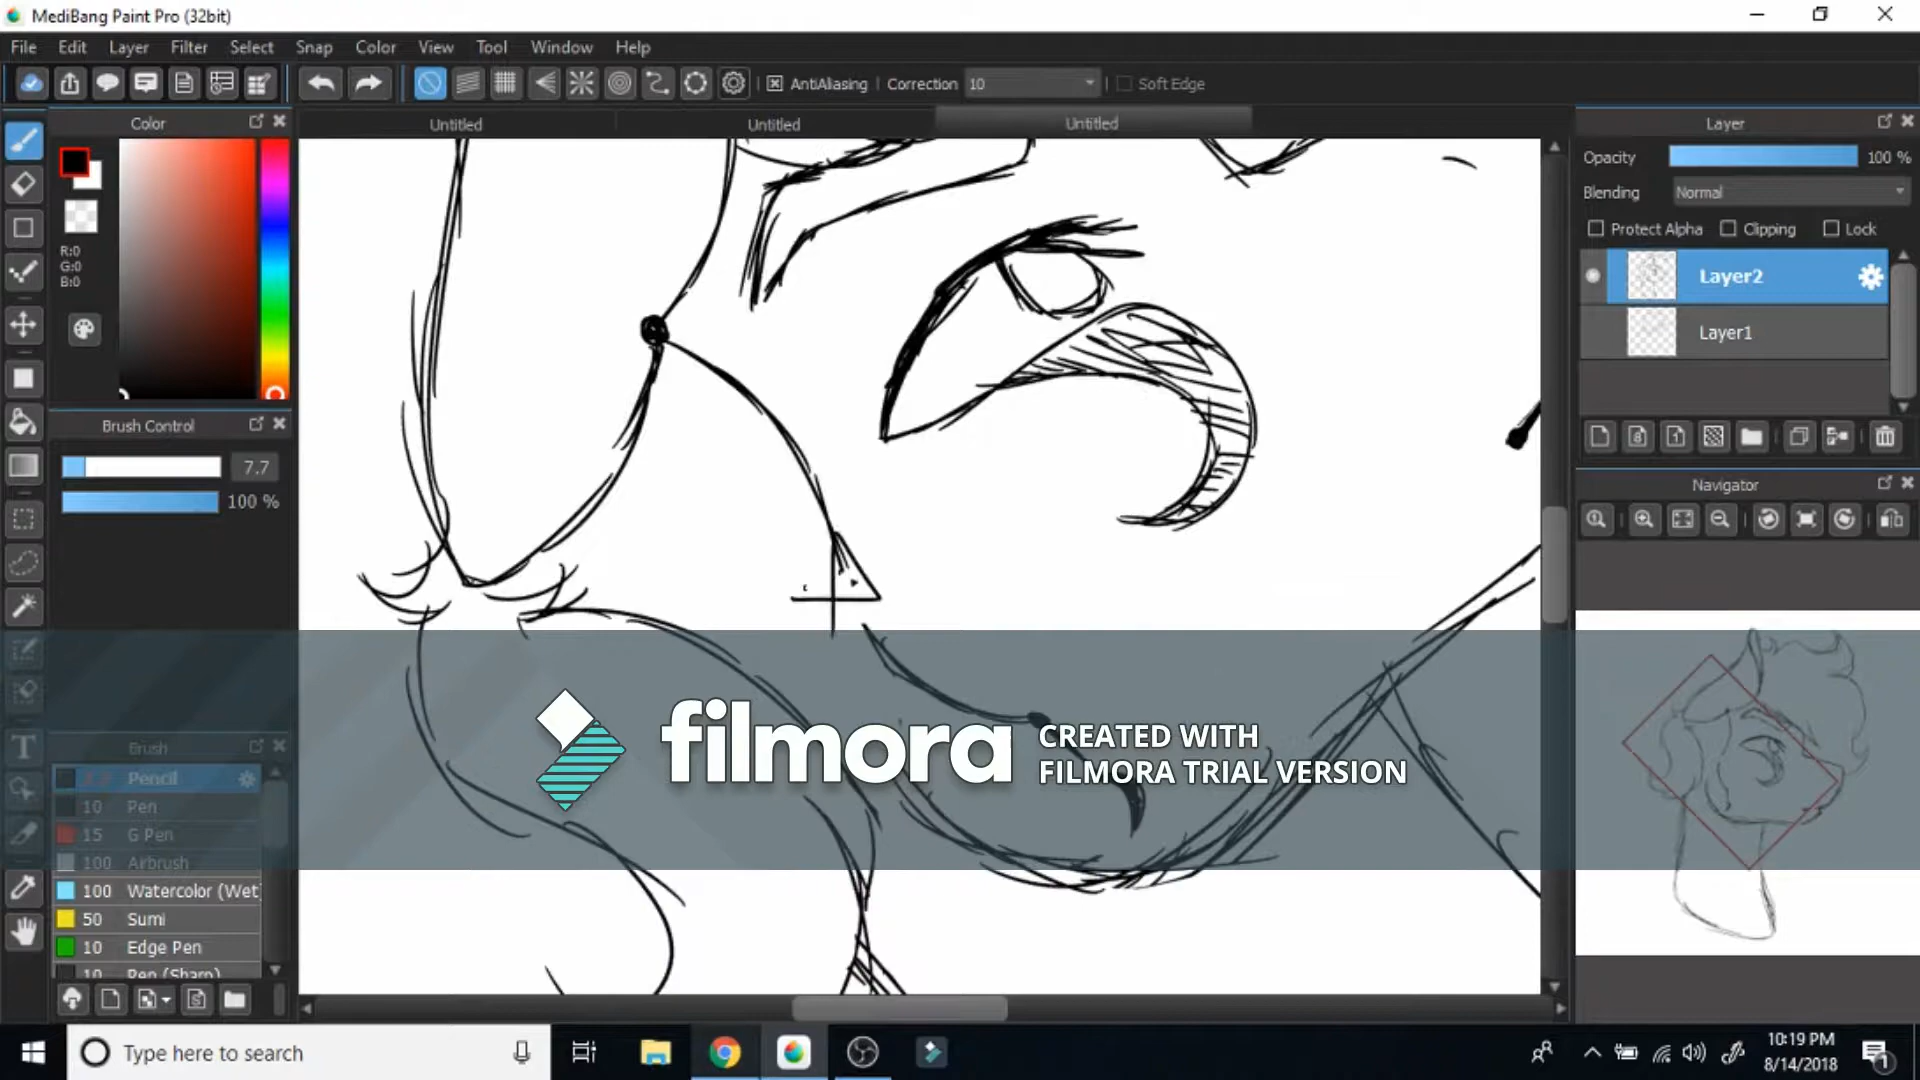 MediBang Paint Pro (32bit)
File Edit Layer Filter Select Snap Color View Tool Window Help
AntiAliasing Correction 10 Soft Edge
Color
Untitled Untitled Untitled
Layer
Opacity 100 %
Blending Normal
Protect Alpha Clipping Lock
R:0
G:0
B:0
Layer2
Layer1
Brush Control
7.7
100 %
Navigator
Brush
Pencil
10 Pen
15 G Pen
100 Airbrush
100 Watercolor (Wet)
50 Sumi
10 Edge Pen
10 Pen (Sharp)
filmora
CREATED WITH
FILMORA TRIAL VERSION
Type here to search
10:19 PM
8/14/2018
1